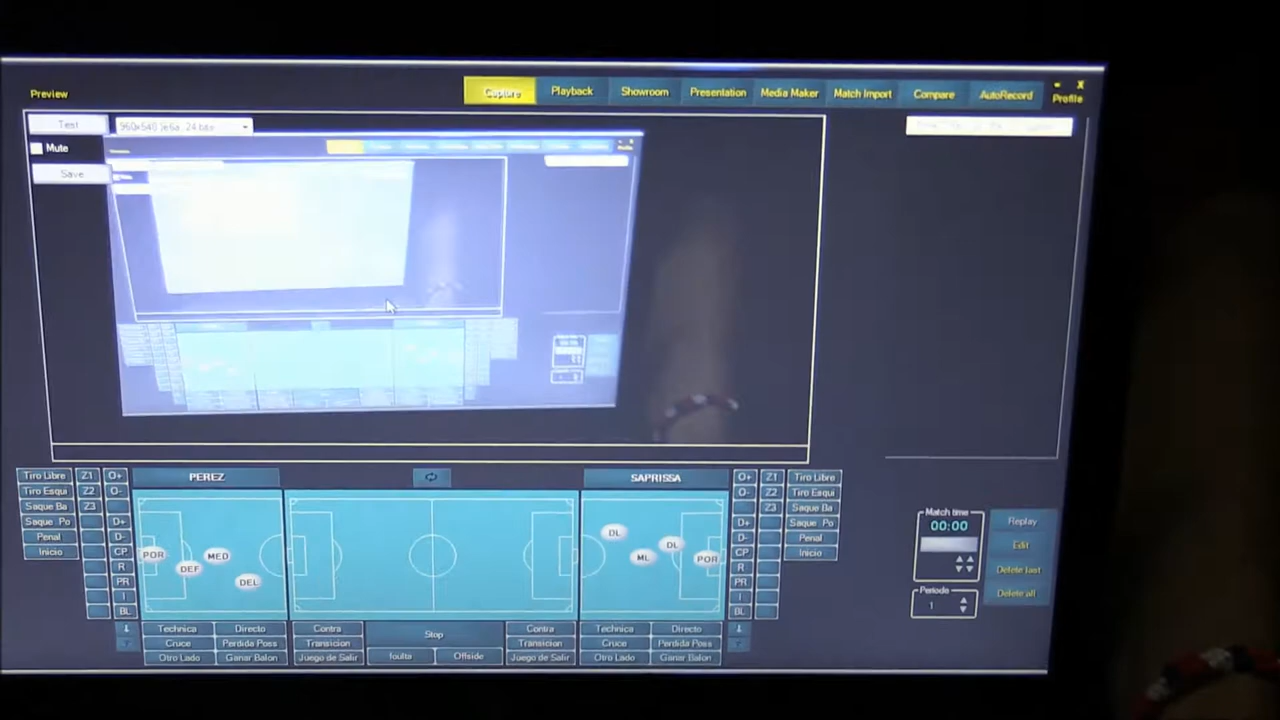 Preview
Capture Playback Showroom Presentation Media Maker Match Import Compare AutoRecord Profile
Test
Mute
Save
PEREZ SAPRISSA
Tiro Libre Z1 O+
Tiro Esqui Z2 O-
Saque Ba Z3
Saque Po D+
Penal D-
Inicio CP
R
PR
I
BL
POR DEF MED DEL
DL ML DL POR
O+ Z1 Tiro Libre
O- Z2 Tiro Esqui
Z3 Saque Ba
D+ Saque Po
D- Penal
CP Inicio
R
PR
I
BL
Match time
00:00
Periodo
1
Replay
Edit
Delete last
Delete all
Technica Directo Contra Stop Contra Technica Directo
Cruce Perdida Poss Transicion Transicion Cruce Perdida Poss
Otro Lado Ganar Balon Juego de Salir foulta Offside Juego de Salir Otro Lado Ganar Balon